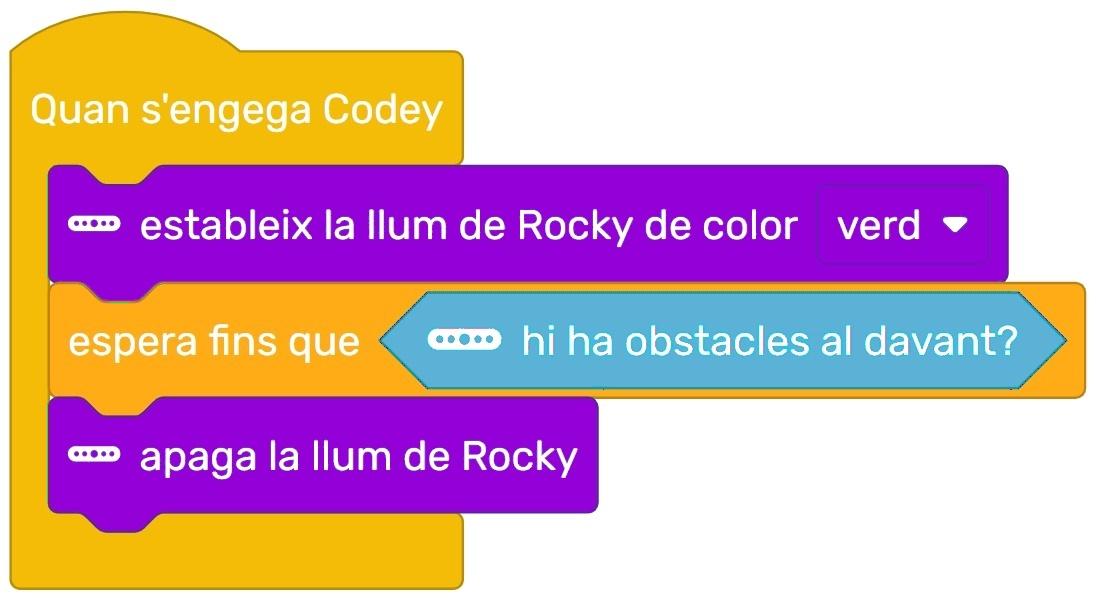 Quan s'engega Codey
estableix la llum de Rocky de color verd
espera fins que hi ha obstacles al davant?
apaga la llum de Rocky